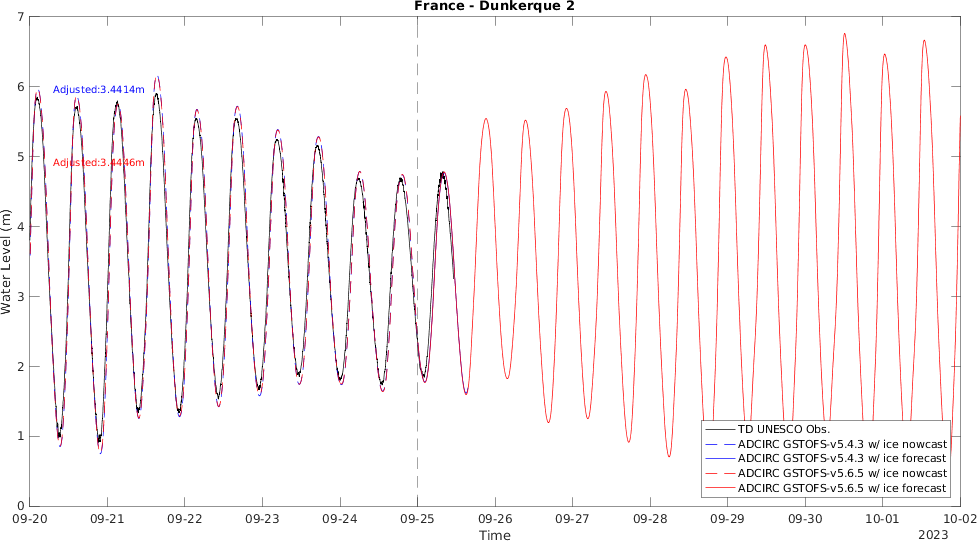 France - Dunkerque 2
7
6
5
4
3
2
1
0
Water Level (m)
Adjusted:3.4414m
Adjusted:3.4446m
TD UNESCO Obs.
ADCIRC GSTOFS-v5.4.3 w/ ice nowcast
ADCIRC GSTOFS-v5.4.3 w/ ice forecast
ADCIRC GSTOFS-v5.6.5 w/ ice nowcast
ADCIRC GSTOFS-v5.6.5 w/ ice forecast
09-20 09-21 09-22 09-23 09-24 09-25 09-26 09-27 09-28 09-29 09-30 10-01 10-02
Time
2023